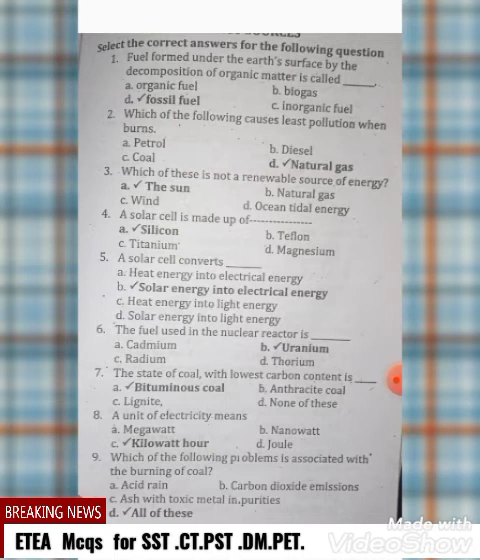 Select the correct answers for the following question
1. Fuel formed under the earth's surface by the
decomposition of organic matter is called ______.
a. organic fuel b. biogas
d. ✓fossil fuel c. inorganic fuel
2. Which of the following causes least pollution when
burns.
a. Petrol b. Diesel
c. Coal d. ✓Natural gas
3. Which of these is not a renewable source of energy?
a. ✓ The sun b. Natural gas
c. Wind d. Ocean tidal energy
4. A solar cell is made up of----------------
a. ✓Silicon b. Teflon
c. Titanium d. Magnesium
5. A solar cell converts ______
a. Heat energy into electrical energy
b. ✓Solar energy into electrical energy
c. Heat energy into light energy
d. Solar energy into light energy
6. The fuel used in the nuclear reactor is ______
a. Cadmium b. ✓Uranium
c. Radium d. Thorium
7. The state of coal, with lowest carbon content is ____
a. ✓Bituminous coal b. Anthracite coal
c. Lignite, d. None of these
8. A unit of electricity means
a. Megawatt b. Nanowatt
c. ✓Kilowatt hour d. Joule
9. Which of the following problems is associated with
the burning of coal?
a. Acid rain b. Carbon dioxide emissions
c. Ash with toxic metal in.purities
d. ✓All of these
BREAKING NEWS
ETEA Mcqs for SST .CT.PST .DM.PET.
Made with
VideoShow